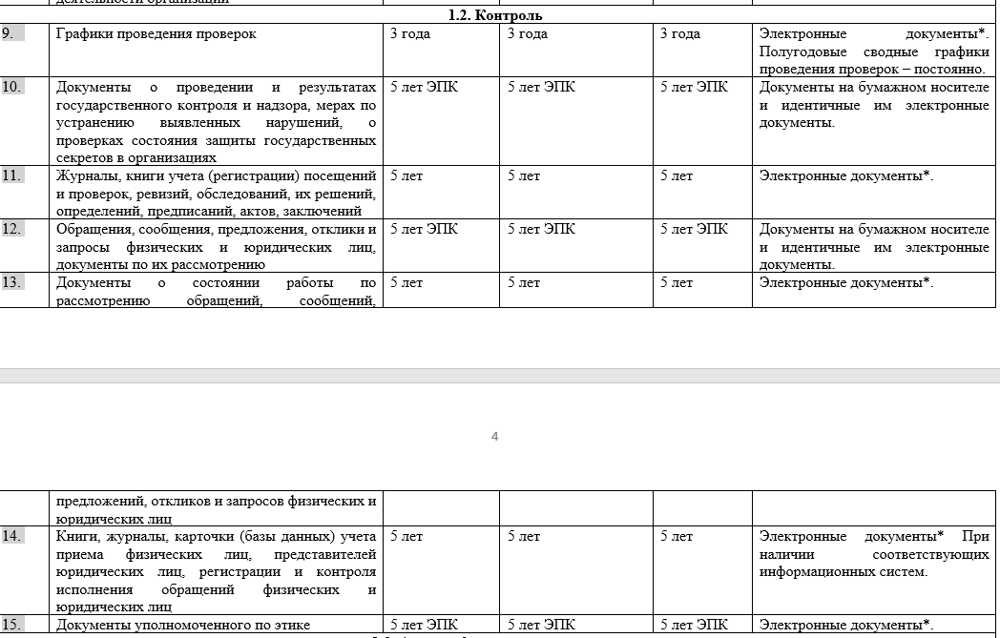 деятельности организации
1.2. Контроль
9. Графики проведения проверок 3 года 3 года 3 года Электронные документы*.
Полугодовые сводные графики
проведения проверок – постоянно.
10. Документы о проведении и результатах 5 лет ЭПК 5 лет ЭПК 5 лет ЭПК Документы на бумажном носителе
государственного контроля и надзора, мерах по и идентичные им электронные
устранению выявленных нарушений, о документы.
проверках состояния защиты государственных
секретов в организациях
11. Журналы, книги учета (регистрации) посещений 5 лет 5 лет 5 лет Электронные документы*.
и проверок, ревизий, обследований, их решений,
определений, предписаний, актов, заключений
12. Обращения, сообщения, предложения, отклики и 5 лет ЭПК 5 лет ЭПК 5 лет ЭПК Документы на бумажном носителе
запросы физических и юридических лиц, и идентичные им электронные
документы по их рассмотрению документы.
13. Документы о состоянии работы по 5 лет 5 лет 5 лет Электронные документы*.
рассмотрению обращений, сообщений,
4
предложений, откликов и запросов физических и
юридических лиц
14. Книги, журналы, карточки (базы данных) учета 5 лет 5 лет 5 лет Электронные документы* При
приема физических лиц, представителей наличии соответствующих
юридических лиц, регистрации и контроля информационных систем.
исполнения обращений физических и
юридических лиц
15. Документы уполномоченного по этике 5 лет ЭПК 5 лет ЭПК 5 лет ЭПК Электронные документы*.